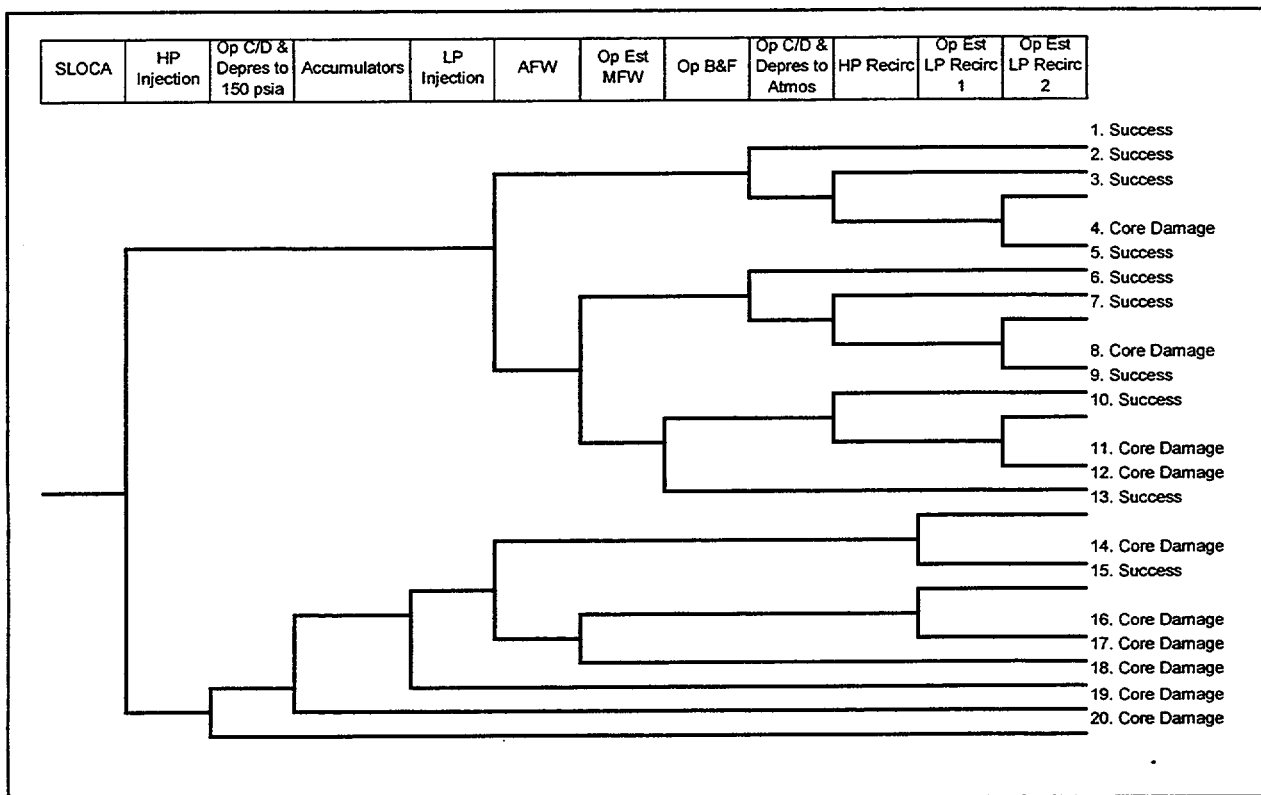 SLOCA
HP
Injection
Op C/D &
Depres to
150 psia
Accumulators
LP
Injection
AFW
Op Est
MFW
Op B&F
Op C/D &
Depres to
Atmos
HP Recirc
Op Est
LP Recirc
1
Op Est
LP Recirc
2
1. Success
2. Success
3. Success
4. Core Damage
5. Success
6. Success
7. Success
8. Core Damage
9. Success
10. Success
11. Core Damage
12. Core Damage
13. Success
14. Core Damage
15. Success
16. Core Damage
17. Core Damage
18. Core Damage
19. Core Damage
20. Core Damage